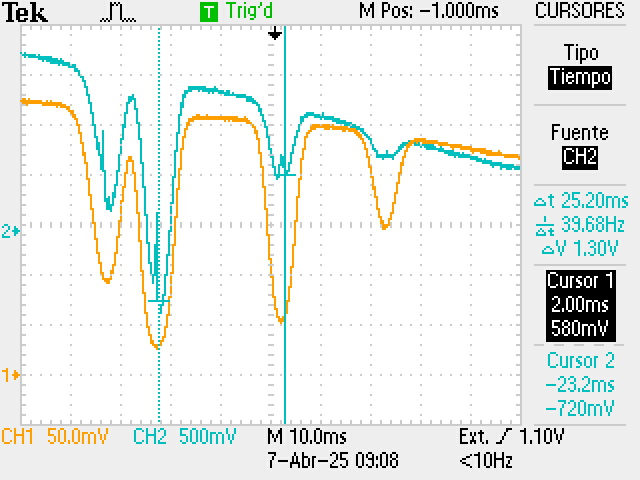 Tek T Trig'd M Pos: -1.000ms CURSORES
Tipo
Tiempo
Fuente
CH2
Δt 25.20ms
1/Δt 39.68Hz
ΔV 1.30V
Cursor 1
2.00ms
580mV
Cursor 2
-23.2ms
-720mV
2
1
CH1 50.0mV CH2 500mV M 10.0ms Ext. 1.10V
7-Abr-25 09:08 <10Hz